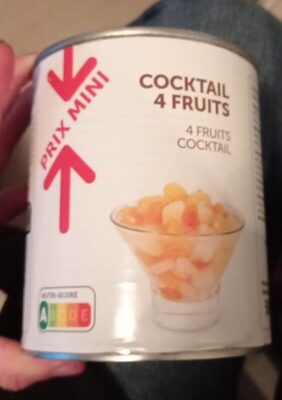 PRIX MINI
COCKTAIL
4 FRUITS
4 FRUITS
COCKTAIL
NUTRI-SCORE
A B C D E